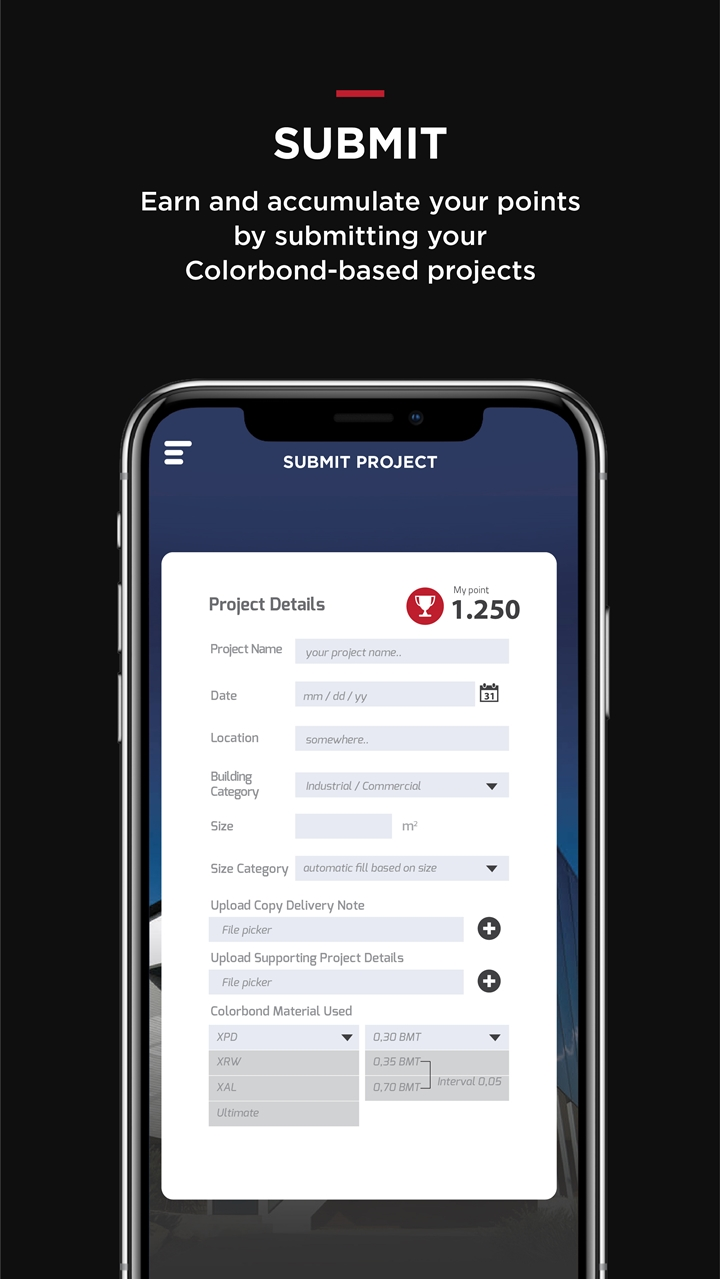 SUBMIT
Earn and accumulate your points
by submitting your
Colorbond-based projects
SUBMIT PROJECT
Project Details
My point
1.250
Project Name
your project name..
Date
mm / dd / yy
31
Location
somewhere..
Building
Category
Industrial / Commercial
Size
m²
Size Category
automatic fill based on size
Upload Copy Delivery Note
File picker
Upload Supporting Project Details
File picker
Colorbond Material Used
XPD
0,30 BMT
XRW
0,35 BMT
XAL
0,70 BMT
Interval 0,05
Ultimate